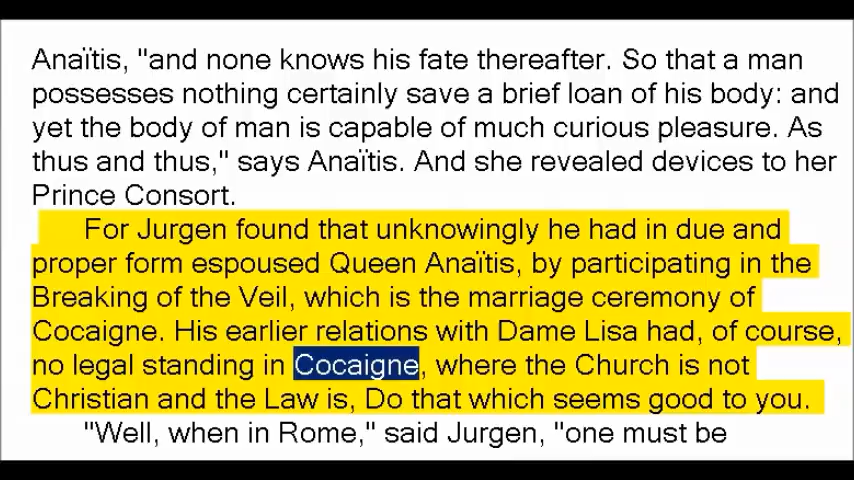 Anaïtis, "and none knows his fate thereafter. So that a man
possesses nothing certainly save a brief loan of his body: and
yet the body of man is capable of much curious pleasure. As
thus and thus," says Anaïtis. And she revealed devices to her
Prince Consort.
For Jurgen found that unknowingly he had in due and
proper form espoused Queen Anaïtis, by participating in the
Breaking of the Veil, which is the marriage ceremony of
Cocaigne. His earlier relations with Dame Lisa had, of course,
no legal standing in Cocaigne, where the Church is not
Christian and the Law is, Do that which seems good to you.
"Well, when in Rome," said Jurgen, "one must be